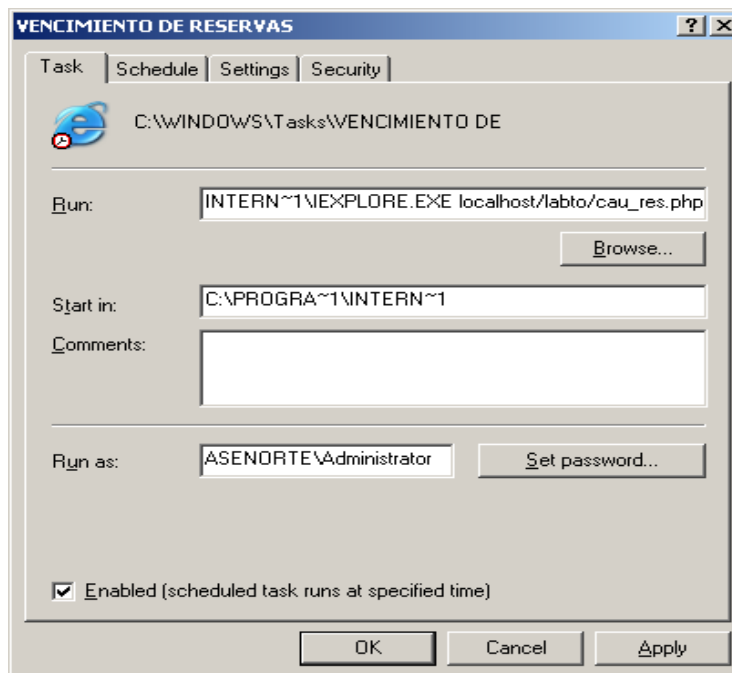 VENCIMIENTO DE RESERVAS
Task Schedule Settings Security
C:\WINDOWS\Tasks\VENCIMIENTO DE
Run: INTERN~1\IEXPLORE.EXE localhost/labto/cau_res.php
Browse...
Start in: C:\PROGRA~1\INTERN~1
Comments:
Run as: ASENORTE\Administrator Set password...
Enabled (scheduled task runs at specified time)
OK Cancel Apply